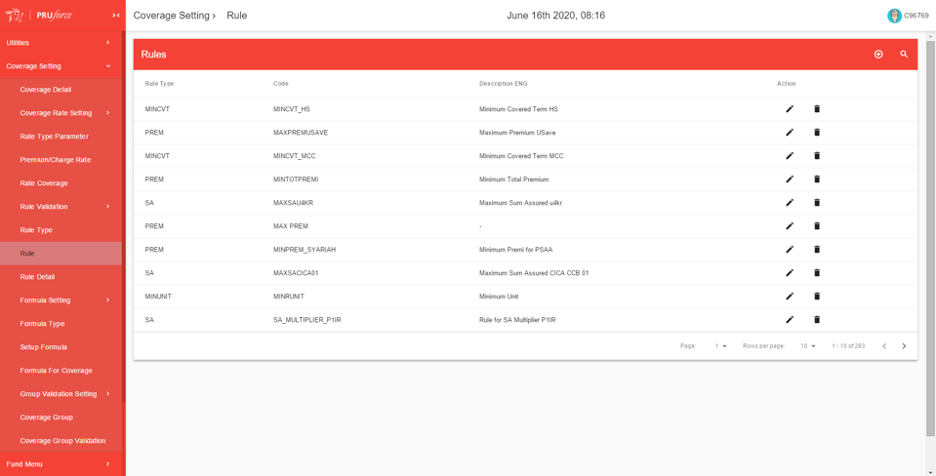 PRUforce
Coverage Setting › Rule
June 16th 2020, 08:16
C96769
Utilities
Coverage Setting
Coverage Detail
Coverage Rate Setting
Rate Type Parameter
Premium/Charge Rate
Rate Coverage
Rule Validation
Rule Type
Rule
Rule Detail
Formula Setting
Formula Type
Setup Formula
Formula For Coverage
Group Validation Setting
Coverage Group
Coverage Group Validation
Fund Menu
Rules
Rule Type Code Description ENG Action
MINCVT MINCVT_HS Minimum Covered Term HS
PREM MAXPREMUSAVE Maximum Premium USave
MINCVT MINCVT_MCC Minimum Covered Term MCC
PREM MINTOTPREMI Minimum Total Premium
SA MAXSAU4KR Maximum Sum Assured u4kr
PREM MAX PREM -
PREM MINPREM_SYARIAH Minimum Premi for PSAA
SA MAXSACICA01 Maximum Sum Assured CICA CCB 01
MINUNIT MINRUNIT Minimum Unit
SA SA_MULTIPLIER_P1IR Rule for SA Multiplier P1IR
Page: 1 Rows per page: 10 1 - 10 of 283